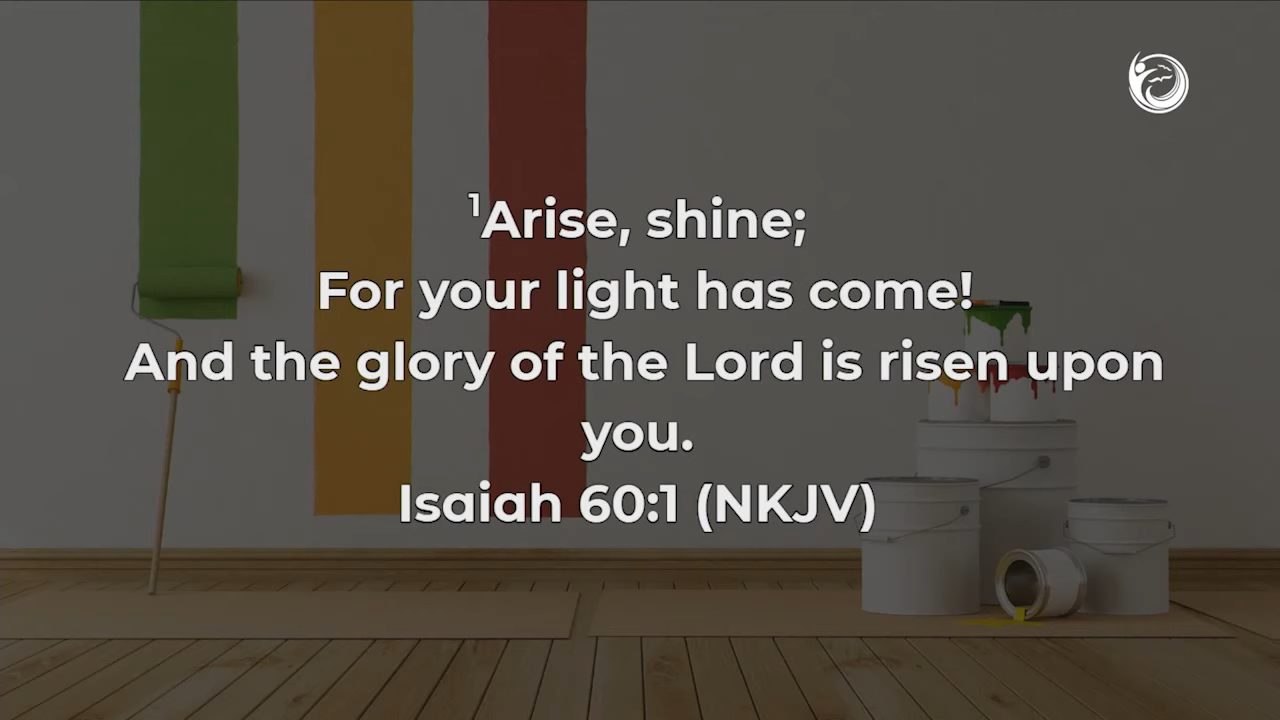 ¹Arise, shine;
For your light has come!
And the glory of the Lord is risen upon
you.
Isaiah 60:1 (NKJV)